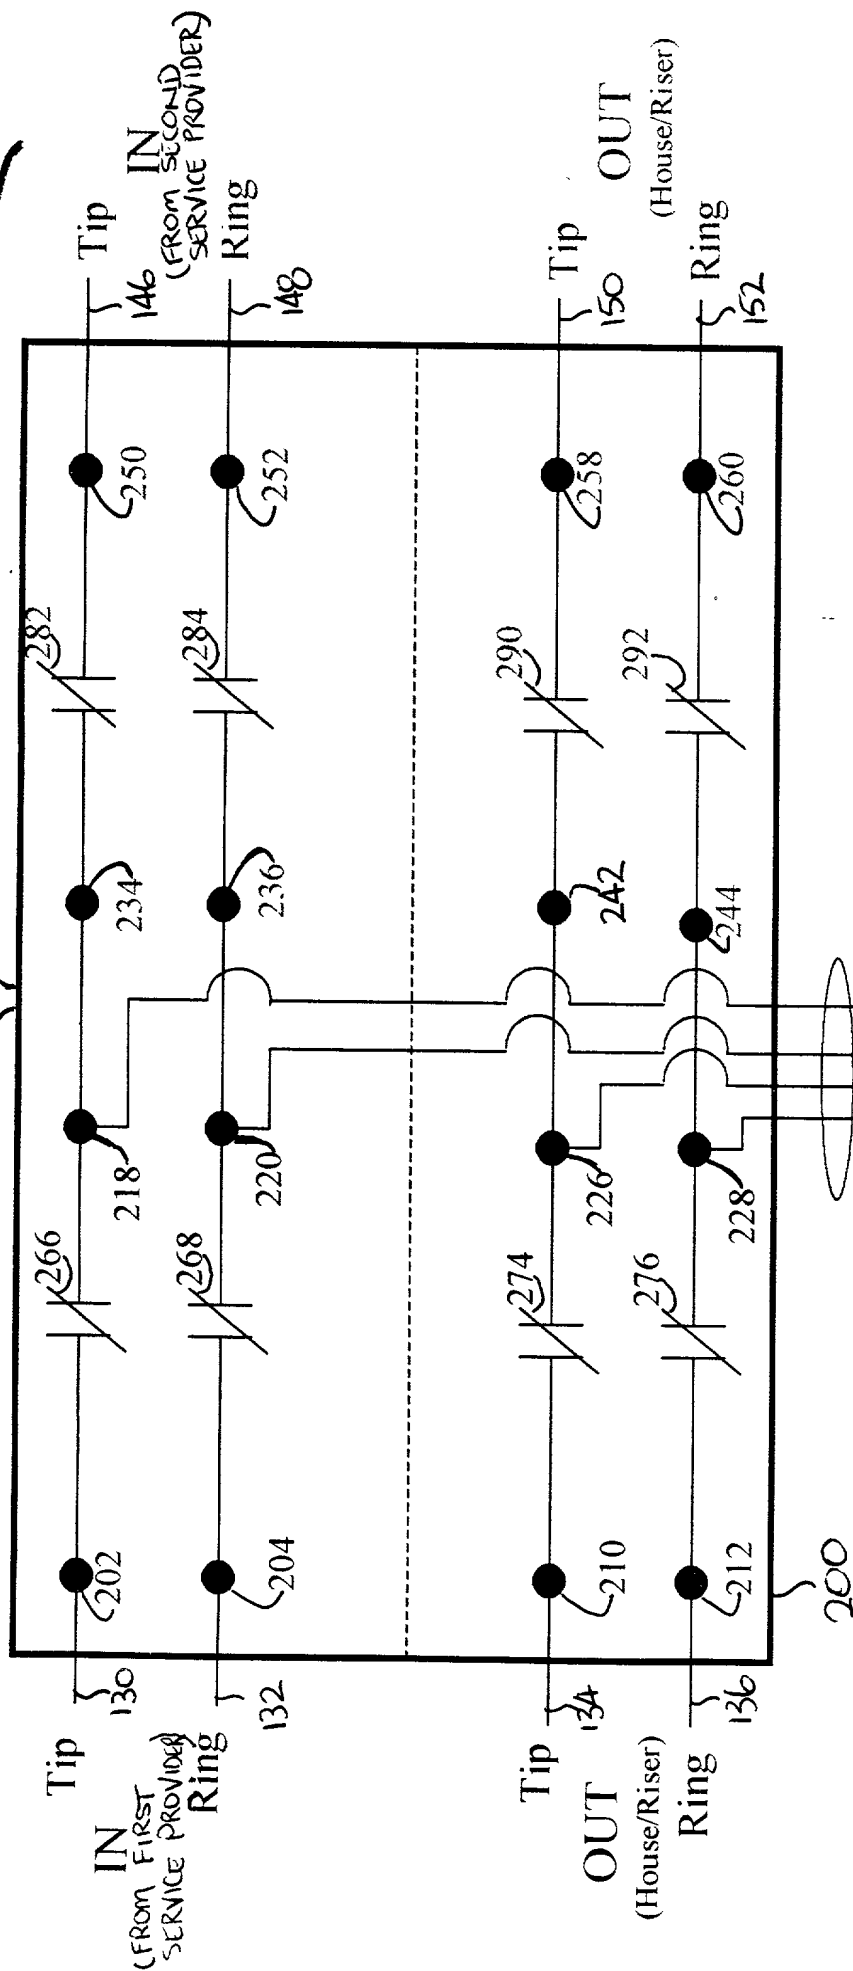 Tip
130
IN
(FROM FIRST
SERVICE PROVIDER)
Ring
132
202
204
266
268
218
220
234
236
282
284
250
252
Tip
146
IN
(FROM SECOND
SERVICE PROVIDER)
Ring
148
Tip
134
OUT
(House/Riser)
Ring
136
210
212
274
276
226
228
242
244
290
292
258
260
Tip
150
OUT
(House/Riser)
Ring
152
200